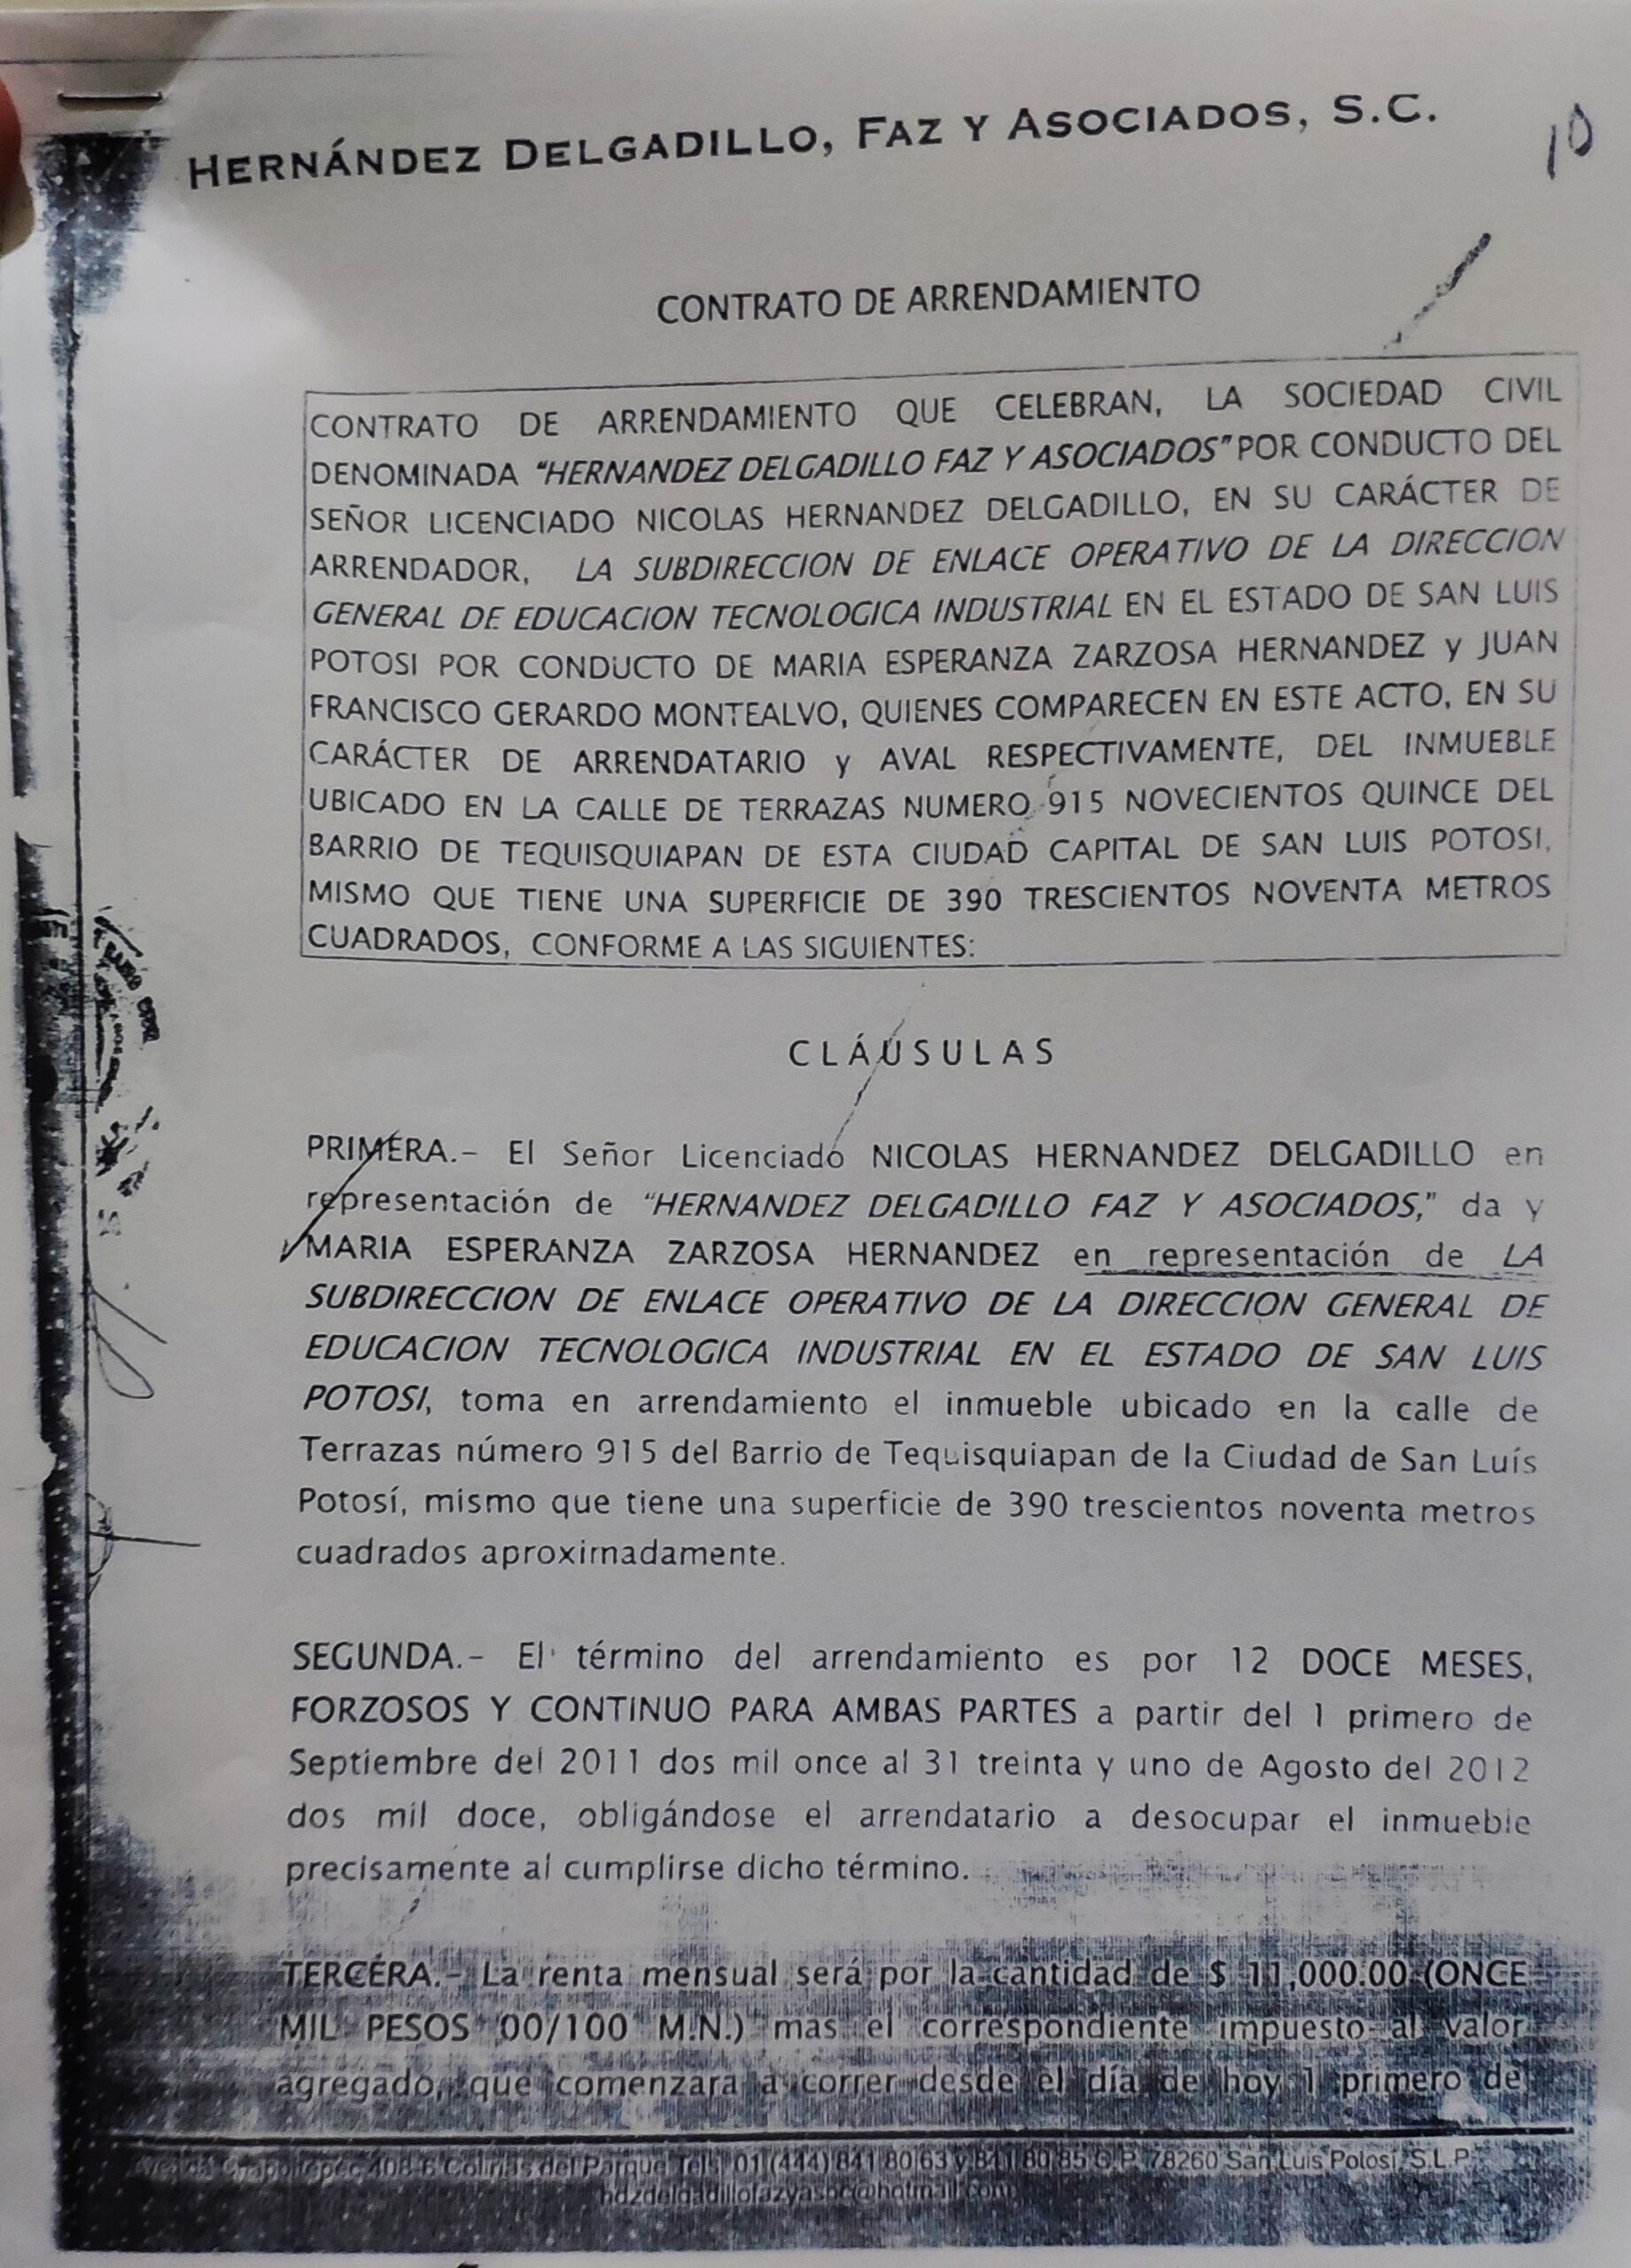 HERNÁNDEZ DELGADILLO, FAZ Y ASOCIADOS, S.C.
10
CONTRATO DE ARRENDAMIENTO
CONTRATO DE ARRENDAMIENTO QUE CELEBRAN, LA SOCIEDAD CIVIL
DENOMINADA “HERNANDEZ DELGADILLO FAZ Y ASOCIADOS” POR CONDUCTO DEL
SEÑOR LICENCIADO NICOLAS HERNANDEZ DELGADILLO, EN SU CARÁCTER DE
ARRENDADOR, LA SUBDIRECCION DE ENLACE OPERATIVO DE LA DIRECCION
GENERAL DE EDUCACION TECNOLOGICA INDUSTRIAL EN EL ESTADO DE SAN LUIS
POTOSI POR CONDUCTO DE MARIA ESPERANZA ZARZOSA HERNANDEZ y JUAN
FRANCISCO GERARDO MONTEALVO, QUIENES COMPARECEN EN ESTE ACTO, EN SU
CARÁCTER DE ARRENDATARIO y AVAL RESPECTIVAMENTE, DEL INMUEBLE
UBICADO EN LA CALLE DE TERRAZAS NUMERO 915 NOVECIENTOS QUINCE DEL
BARRIO DE TEQUISQUIAPAN DE ESTA CIUDAD CAPITAL DE SAN LUIS POTOSI,
MISMO QUE TIENE UNA SUPERFICIE DE 390 TRESCIENTOS NOVENTA METROS
CUADRADOS, CONFORME A LAS SIGUIENTES:
CLÁUSULAS
PRIMERA.- El Señor Licenciado NICOLAS HERNANDEZ DELGADILLO en
representación de “HERNANDEZ DELGADILLO FAZ Y ASOCIADOS,” da y
MARIA ESPERANZA ZARZOSA HERNANDEZ en representación de LA
SUBDIRECCION DE ENLACE OPERATIVO DE LA DIRECCION GENERAL DE
EDUCACION TECNOLOGICA INDUSTRIAL EN EL ESTADO DE SAN LUIS
POTOSI, toma en arrendamiento el inmueble ubicado en la calle de
Terrazas número 915 del Barrio de Tequisquiapan de la Ciudad de San Luís
Potosí, mismo que tiene una superficie de 390 trescientos noventa metros
cuadrados aproximadamente.
SEGUNDA.- El término del arrendamiento es por 12 DOCE MESES,
FORZOSOS Y CONTINUO PARA AMBAS PARTES a partir del 1 primero de
Septiembre del 2011 dos mil once al 31 treinta y uno de Agosto del 2012
dos mil doce, obligándose el arrendatario a desocupar el inmueble
precisamente al cumplirse dicho término.
TERCERA.- La renta mensual será por la cantidad de $ 11,000.00 (ONCE
MIL PESOS 00/100 M.N.) mas el correspondiente impuesto al valor
agregado, que comenzara a correr desde el día de hoy 1 primero de
408-6 Colinas del Parque Tels. 01 (444) 841 80 63 y 841 80 85 C.P. 78260 San Luis Potosí, S.L.P.
hdzdelgadillofazyasoc@hotmail.com